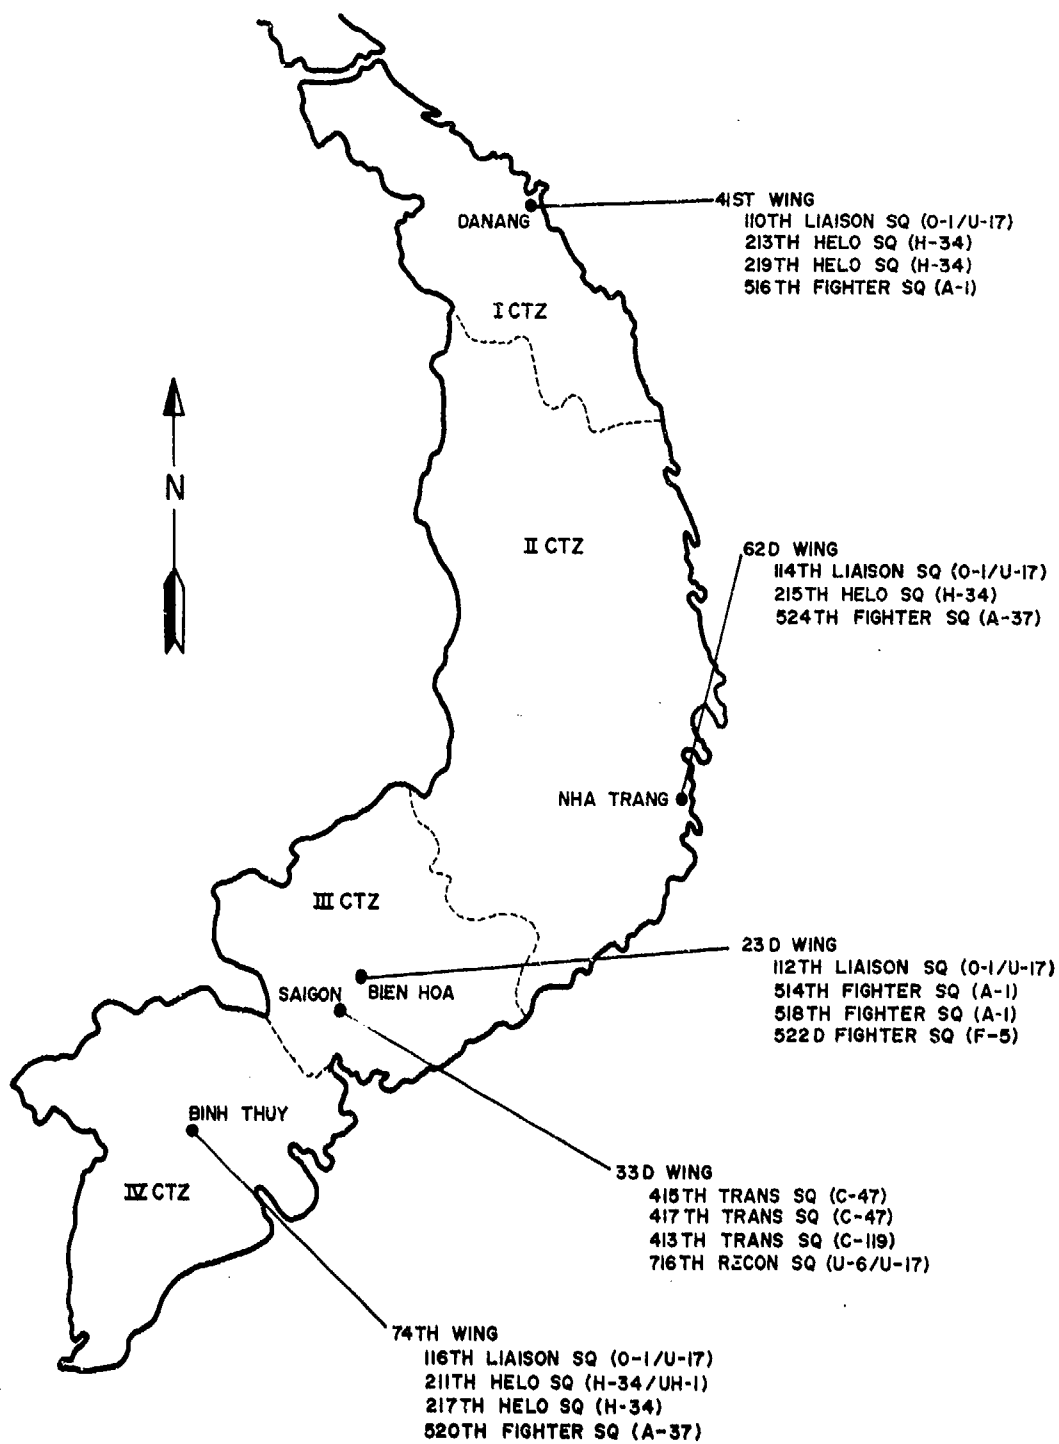 41ST WING
110TH LIAISON SQ (O-1/U-17)
213TH HELO SQ (H-34)
219TH HELO SQ (H-34)
516TH FIGHTER SQ (A-1)
DANANG
I CTZ
N
II CTZ
62D WING
114TH LIAISON SQ (O-1/U-17)
215TH HELO SQ (H-34)
524TH FIGHTER SQ (A-37)
NHA TRANG
III CTZ
23D WING
112TH LIAISON SQ (O-1/U-17)
514TH FIGHTER SQ (A-1)
518TH FIGHTER SQ (A-1)
522D FIGHTER SQ (F-5)
BIEN HOA
SAIGON
BINH THUY
IV CTZ
33D WING
415TH TRANS SQ (C-47)
417TH TRANS SQ (C-47)
413TH TRANS SQ (C-119)
716TH RECON SQ (U-6/U-17)
74TH WING
116TH LIAISON SQ (O-1/U-17)
211TH HELO SQ (H-34/UH-1)
217TH HELO SQ (H-34)
520TH FIGHTER SQ (A-37)